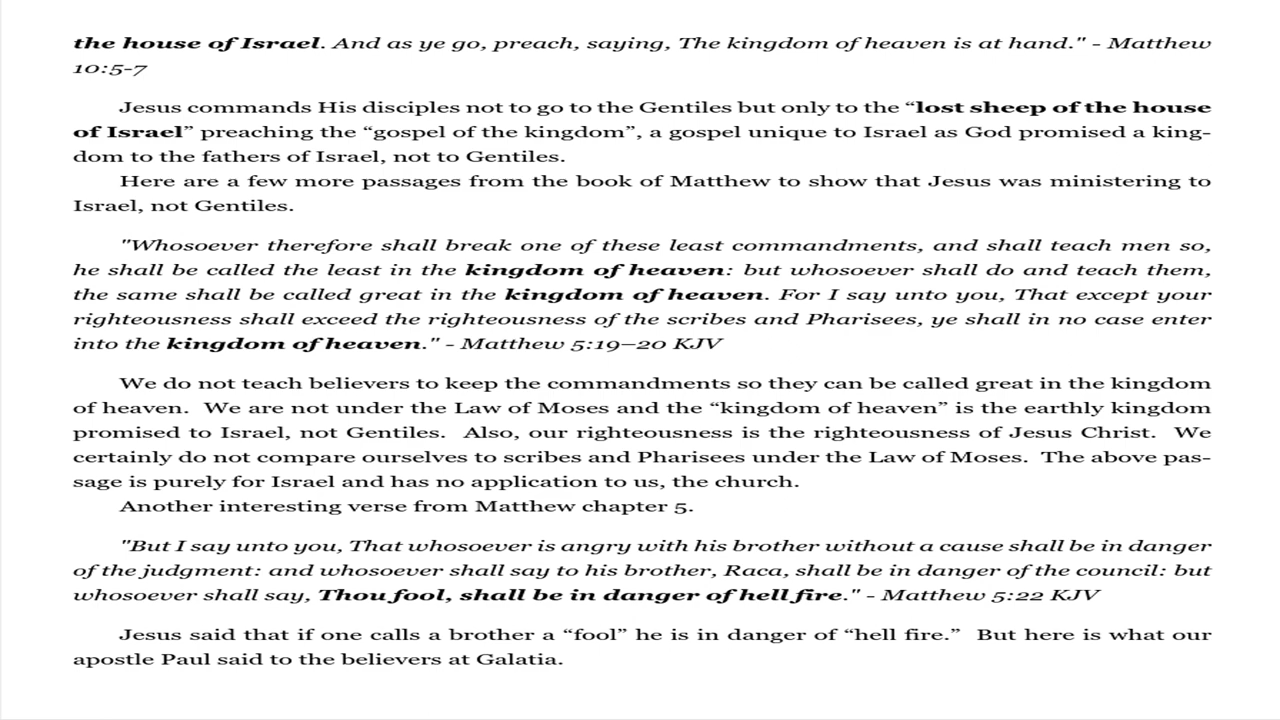 the house of Israel. And as ye go, preach, saying, The kingdom of heaven is at hand." - Matthew
10:5-7
Jesus commands His disciples not to go to the Gentiles but only to the “lost sheep of the house
of Israel” preaching the “gospel of the kingdom”, a gospel unique to Israel as God promised a king-
dom to the fathers of Israel, not to Gentiles.
Here are a few more passages from the book of Matthew to show that Jesus was ministering to
Israel, not Gentiles.
"Whosoever therefore shall break one of these least commandments, and shall teach men so,
he shall be called the least in the kingdom of heaven: but whosoever shall do and teach them,
the same shall be called great in the kingdom of heaven. For I say unto you, That except your
righteousness shall exceed the righteousness of the scribes and Pharisees, ye shall in no case enter
into the kingdom of heaven." - Matthew 5:19–20 KJV
We do not teach believers to keep the commandments so they can be called great in the kingdom
of heaven. We are not under the Law of Moses and the “kingdom of heaven” is the earthly kingdom
promised to Israel, not Gentiles. Also, our righteousness is the righteousness of Jesus Christ. We
certainly do not compare ourselves to scribes and Pharisees under the Law of Moses. The above pas-
sage is purely for Israel and has no application to us, the church.
Another interesting verse from Matthew chapter 5.
"But I say unto you, That whosoever is angry with his brother without a cause shall be in danger
of the judgment: and whosoever shall say to his brother, Raca, shall be in danger of the council: but
whosoever shall say, Thou fool, shall be in danger of hell fire." - Matthew 5:22 KJV
Jesus said that if one calls a brother a “fool” he is in danger of “hell fire.” But here is what our
apostle Paul said to the believers at Galatia.